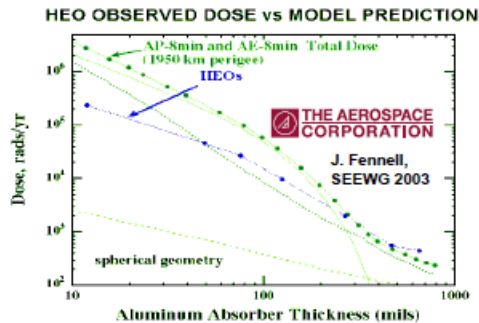 HEO OBSERVED DOSE vs MODEL PREDICTION
AP-8min and AE-8min Total Dose
(1950 km perigee)
HEOs
THE AEROSPACE
CORPORATION
J. Fennell,
SEEWG 2003
spherical geometry
Dose, rads/yr
10⁶
10⁵
10⁴
10³
10²
10
100
1000
Aluminum Absorber Thickness (mils)